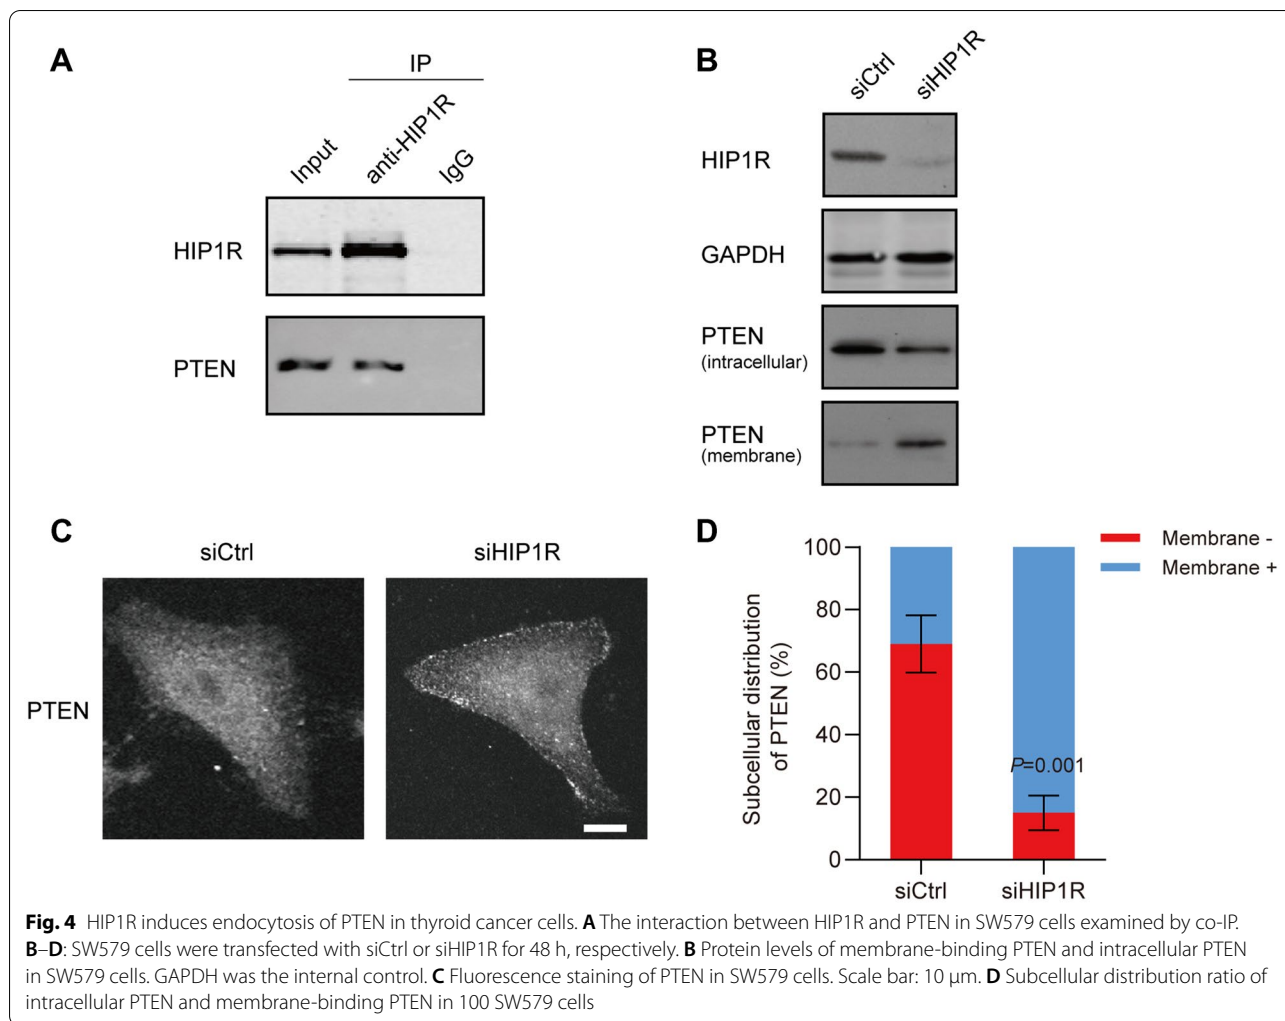 A
IP
Input
anti-HIP1R
IgG
HIP1R
PTEN
B
siCtrl
siHIP1R
HIP1R
GAPDH
PTEN
(intracellular)
PTEN
(membrane)
C
siCtrl
siHIP1R
PTEN
D
Membrane -
Membrane +
Subcellular distribution
of PTEN (%)
100
80
60
40
20
0
P=0.001
siCtrl
siHIP1R
Fig. 4 HIP1R induces endocytosis of PTEN in thyroid cancer cells. A The interaction between HIP1R and PTEN in SW579 cells examined by co-IP.
B–D: SW579 cells were transfected with siCtrl or siHIP1R for 48 h, respectively. B Protein levels of membrane-binding PTEN and intracellular PTEN
in SW579 cells. GAPDH was the internal control. C Fluorescence staining of PTEN in SW579 cells. Scale bar: 10 μm. D Subcellular distribution ratio of
intracellular PTEN and membrane-binding PTEN in 100 SW579 cells